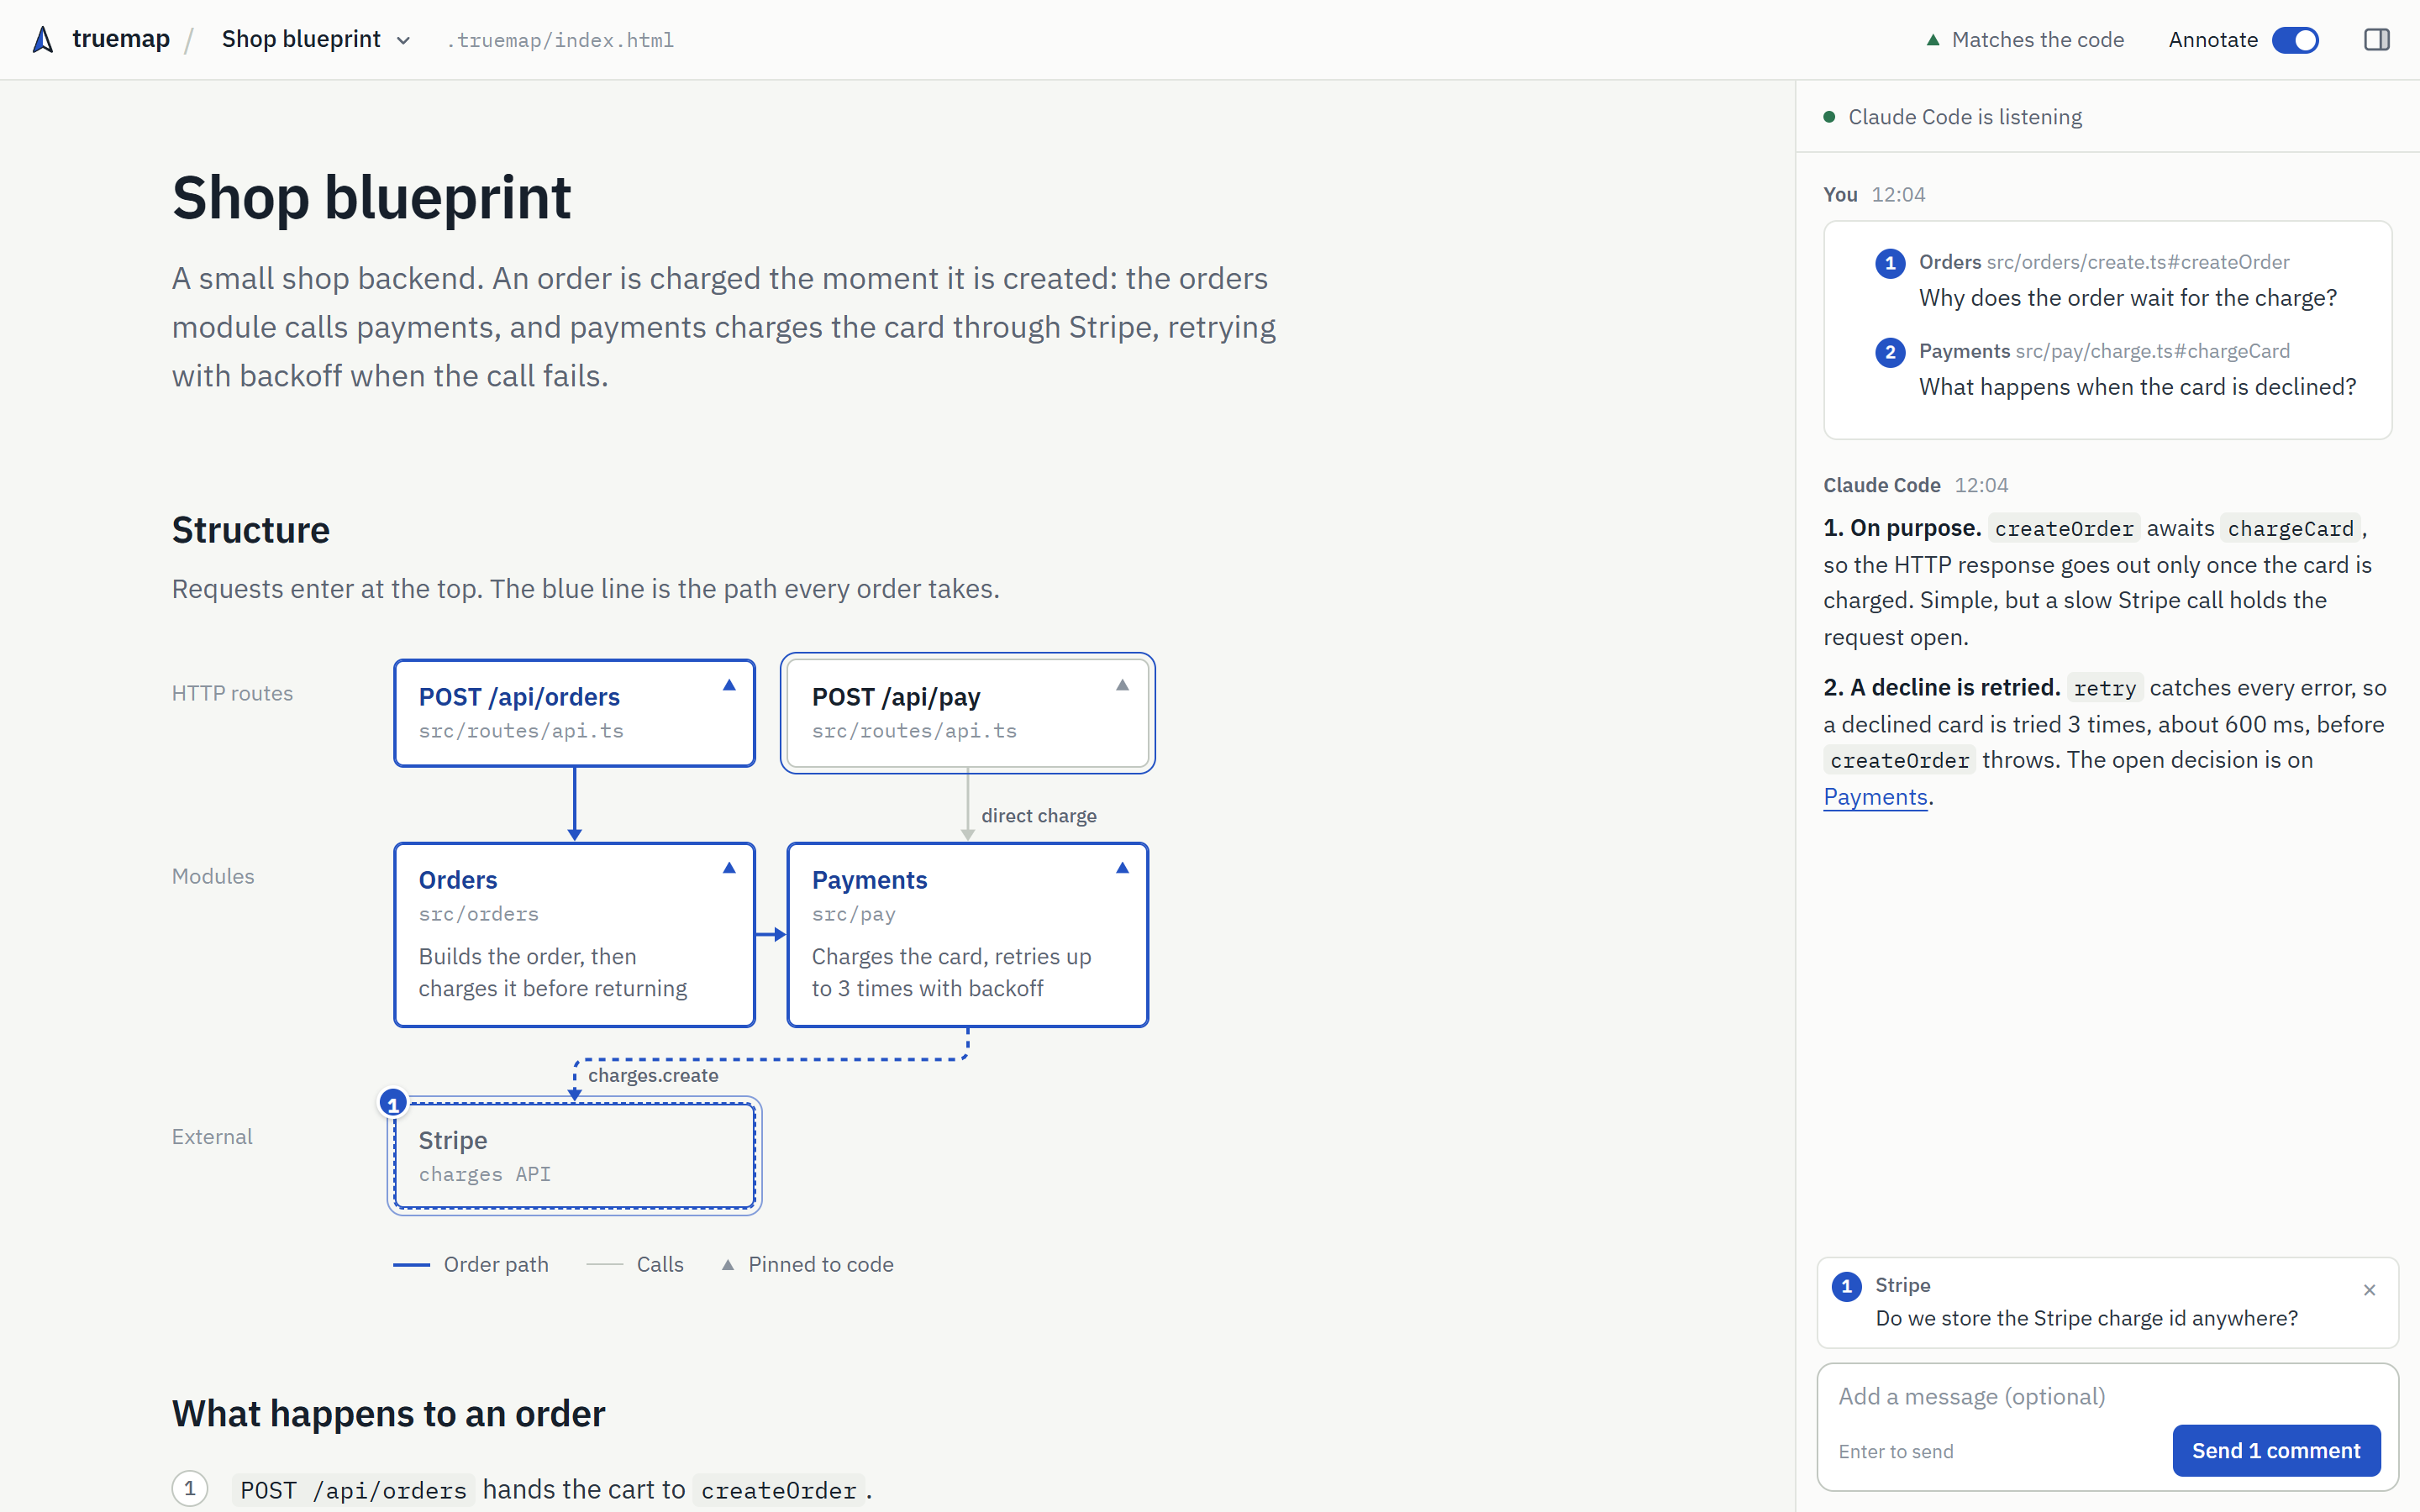 truemap / Shop blueprint .truemap/index.html
Matches the code Annotate
Shop blueprint
A small shop backend. An order is charged the moment it is created: the orders
module calls payments, and payments charges the card through Stripe, retrying
with backoff when the call fails.
Structure
Requests enter at the top. The blue line is the path every order takes.
HTTP routes
POST /api/orders
src/routes/api.ts
POST /api/pay
src/routes/api.ts
direct charge
Modules
Orders
src/orders
Builds the order, then
charges it before returning
Payments
src/pay
Charges the card, retries up
to 3 times with backoff
charges.create
External
1
Stripe
charges API
Order path
Calls
Pinned to code
What happens to an order
1 POST /api/orders hands the cart to createOrder.
Claude Code is listening
You 12:04
1 Orders src/orders/create.ts#createOrder
Why does the order wait for the charge?
2 Payments src/pay/charge.ts#chargeCard
What happens when the card is declined?
Claude Code 12:04
1. On purpose. createOrder awaits chargeCard,
so the HTTP response goes out only once the card is
charged. Simple, but a slow Stripe call holds the
request open.
2. A decline is retried. retry catches every error, so
a declined card is tried 3 times, about 600 ms, before
createOrder throws. The open decision is on
Payments.
1 Stripe ×
Do we store the Stripe charge id anywhere?
Add a message (optional)
Enter to send
Send 1 comment